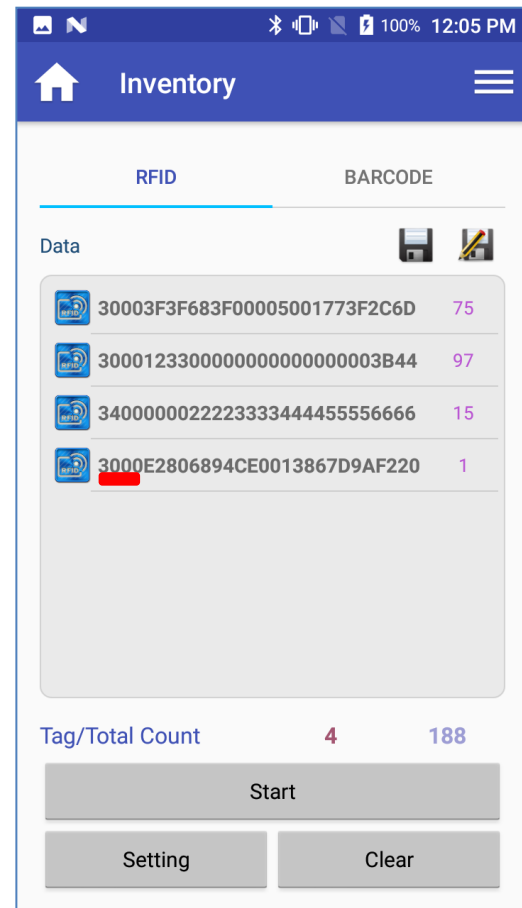 100% 12:05 PM
Inventory
RFID BARCODE
Data
RFID 30003F3F683F00005001773F2C6D 75
RFID 3000123300000000000000003B44 97
RFID 3400000022223333444455556666 15
RFID 3000E2806894CE0013867D9AF220 1
Tag/Total Count 4 188
Start
Setting Clear